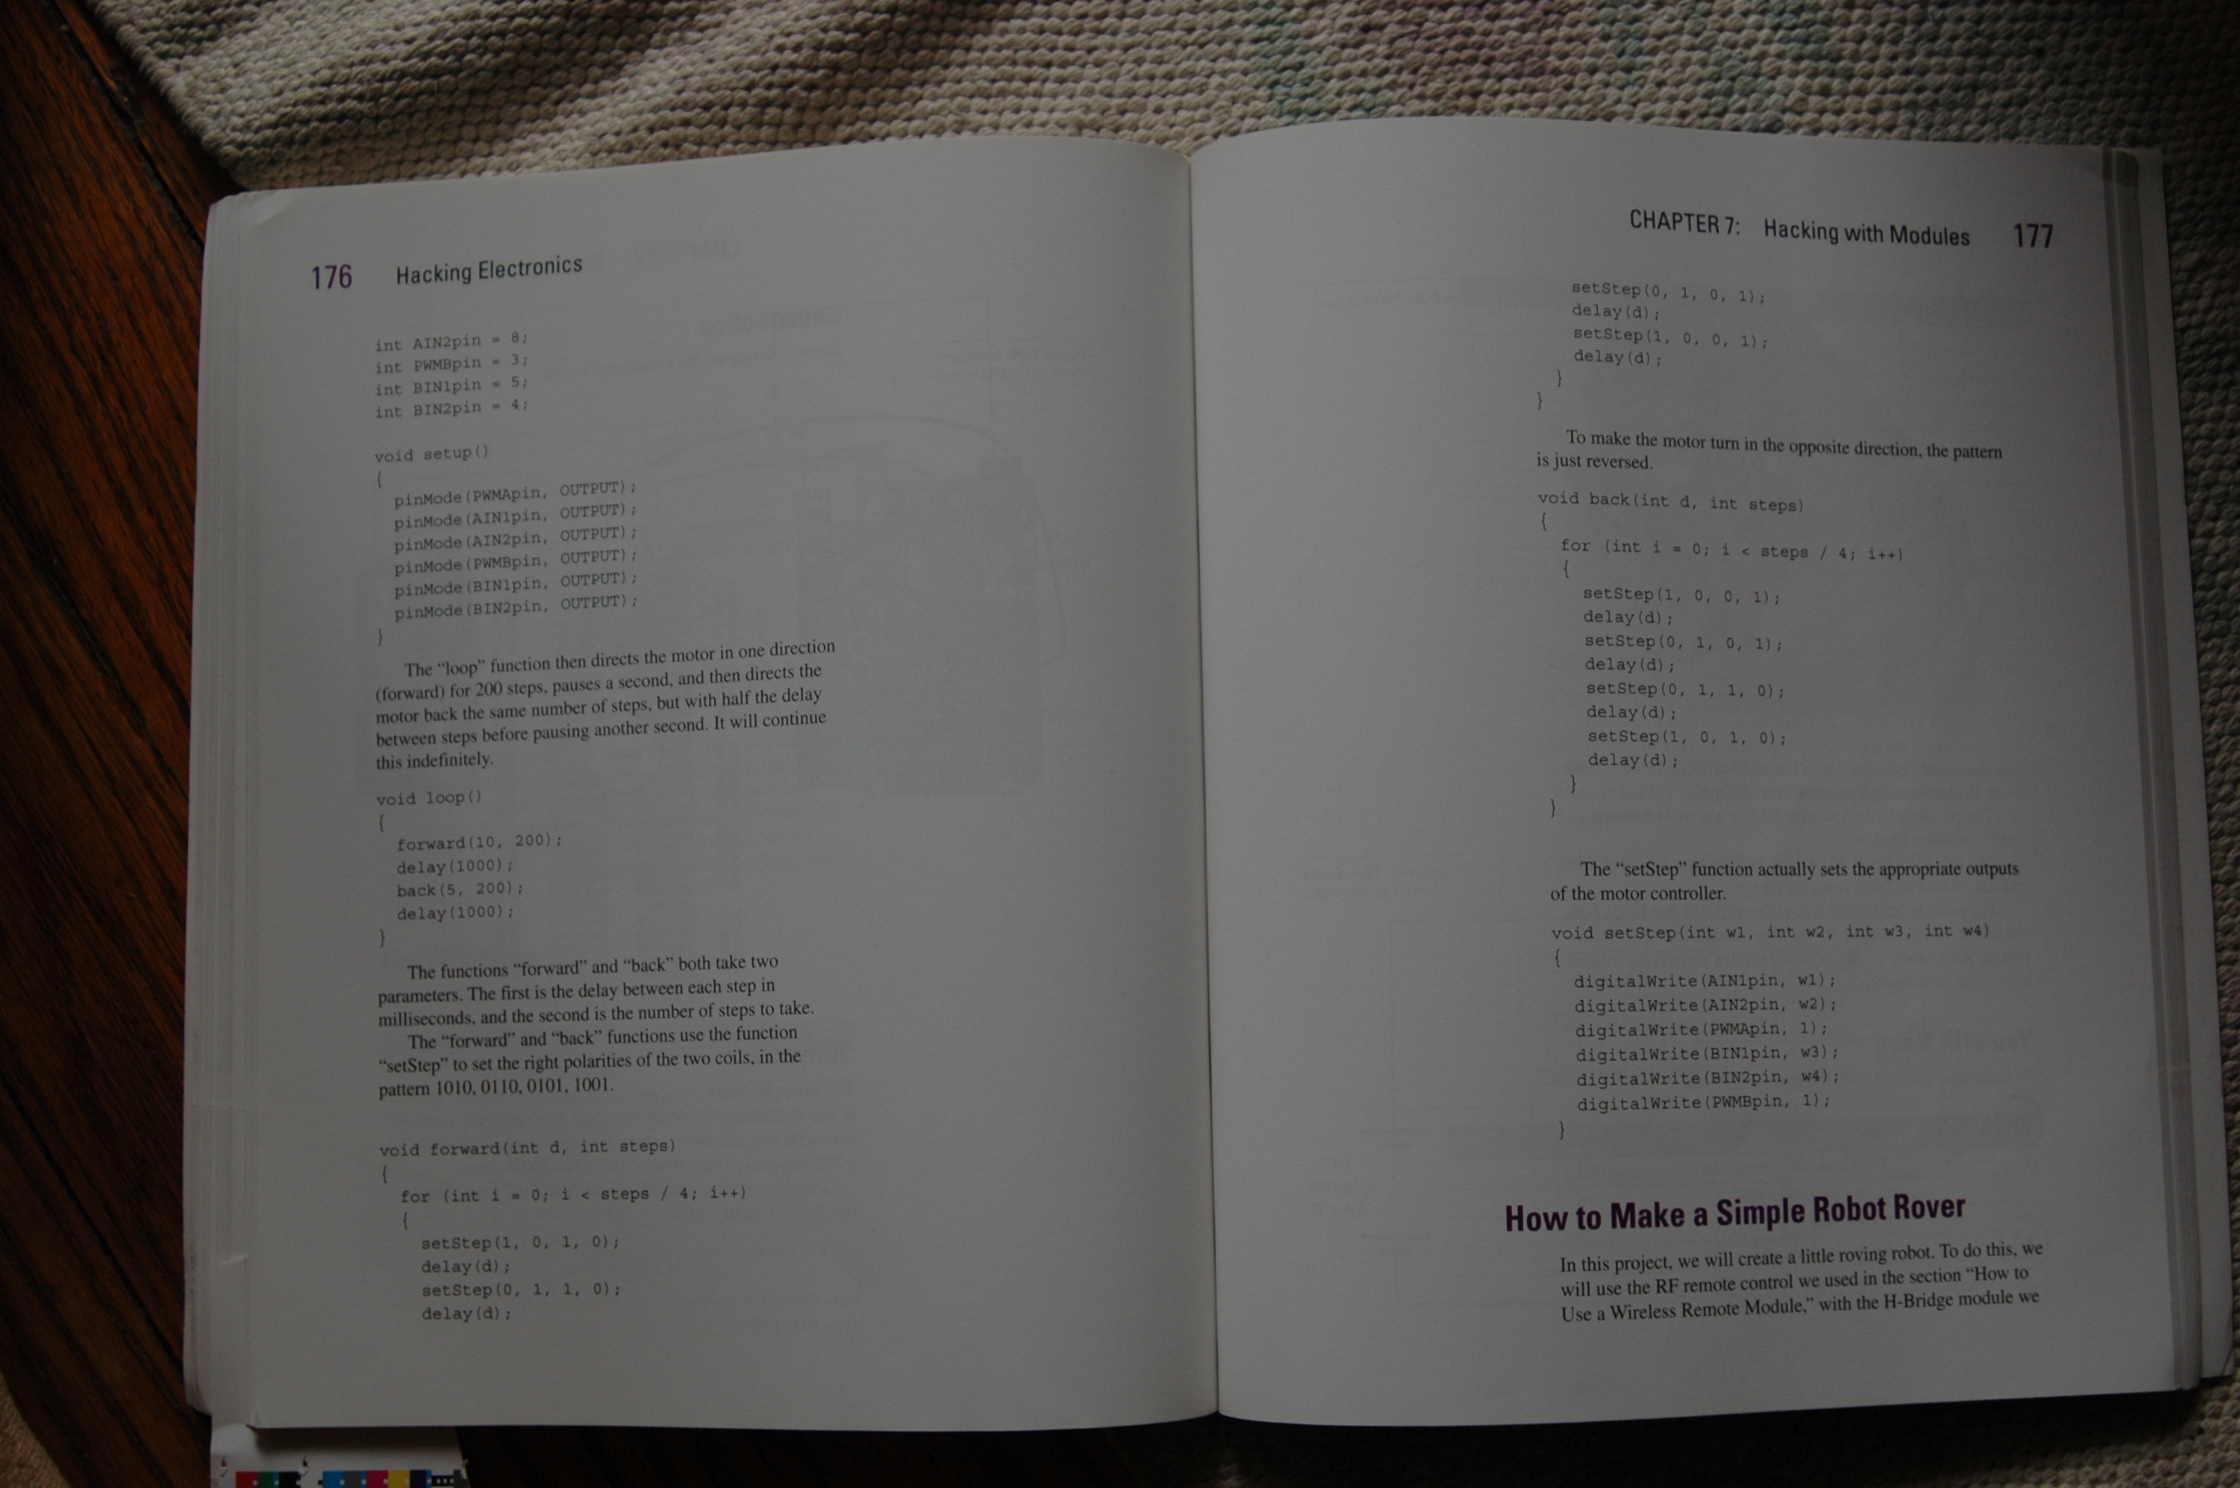 176 Hacking Electronics
int AIN2pin = 8;
int PWMBpin = 3;
int BIN1pin = 5;
int BIN2pin = 4;
void setup()
{
pinMode(PWMApin, OUTPUT);
pinMode(AIN1pin, OUTPUT);
pinMode(AIN2pin, OUTPUT);
pinMode(PWMBpin, OUTPUT);
pinMode(BIN1pin, OUTPUT);
pinMode(BIN2pin, OUTPUT);
}
The “loop” function then directs the motor in one direction
(forward) for 200 steps, pauses a second, and then directs the
motor back the same number of steps, but with half the delay
between steps before pausing another second. It will continue
this indefinitely.
void loop()
{
forward(10, 200);
delay(1000);
back(5, 200);
delay(1000);
}
The functions “forward” and “back” both take two
parameters. The first is the delay between each step in
milliseconds, and the second is the number of steps to take.
The “forward” and “back” functions use the function
“setStep” to set the right polarities of the two coils, in the
pattern 1010, 0110, 0101, 1001.
void forward(int d, int steps)
{
for (int i = 0; i < steps / 4; i++)
{
setStep(1, 0, 1, 0);
delay(d);
setStep(0, 1, 1, 0);
delay(d);
CHAPTER 7: Hacking with Modules 177
setStep(0, 1, 0, 1);
delay(d);
setStep(1, 0, 0, 1);
delay(d);
}
}
To make the motor turn in the opposite direction, the pattern
is just reversed.
void back(int d, int steps)
{
for (int i = 0; i < steps / 4; i++)
{
setStep(1, 0, 0, 1);
delay(d);
setStep(0, 1, 0, 1);
delay(d);
setStep(0, 1, 1, 0);
delay(d);
setStep(1, 0, 1, 0);
delay(d);
}
}
The “setStep” function actually sets the appropriate outputs
of the motor controller.
void setStep(int w1, int w2, int w3, int w4)
{
digitalWrite(AIN1pin, w1);
digitalWrite(AIN2pin, w2);
digitalWrite(PWMApin, 1);
digitalWrite(BIN1pin, w3);
digitalWrite(BIN2pin, w4);
digitalWrite(PWMBpin, 1);
}
How to Make a Simple Robot Rover
In this project, we will create a little roving robot. To do this, we
will use the RF remote control we used in the section “How to
Use a Wireless Remote Module,” with the H-Bridge module we